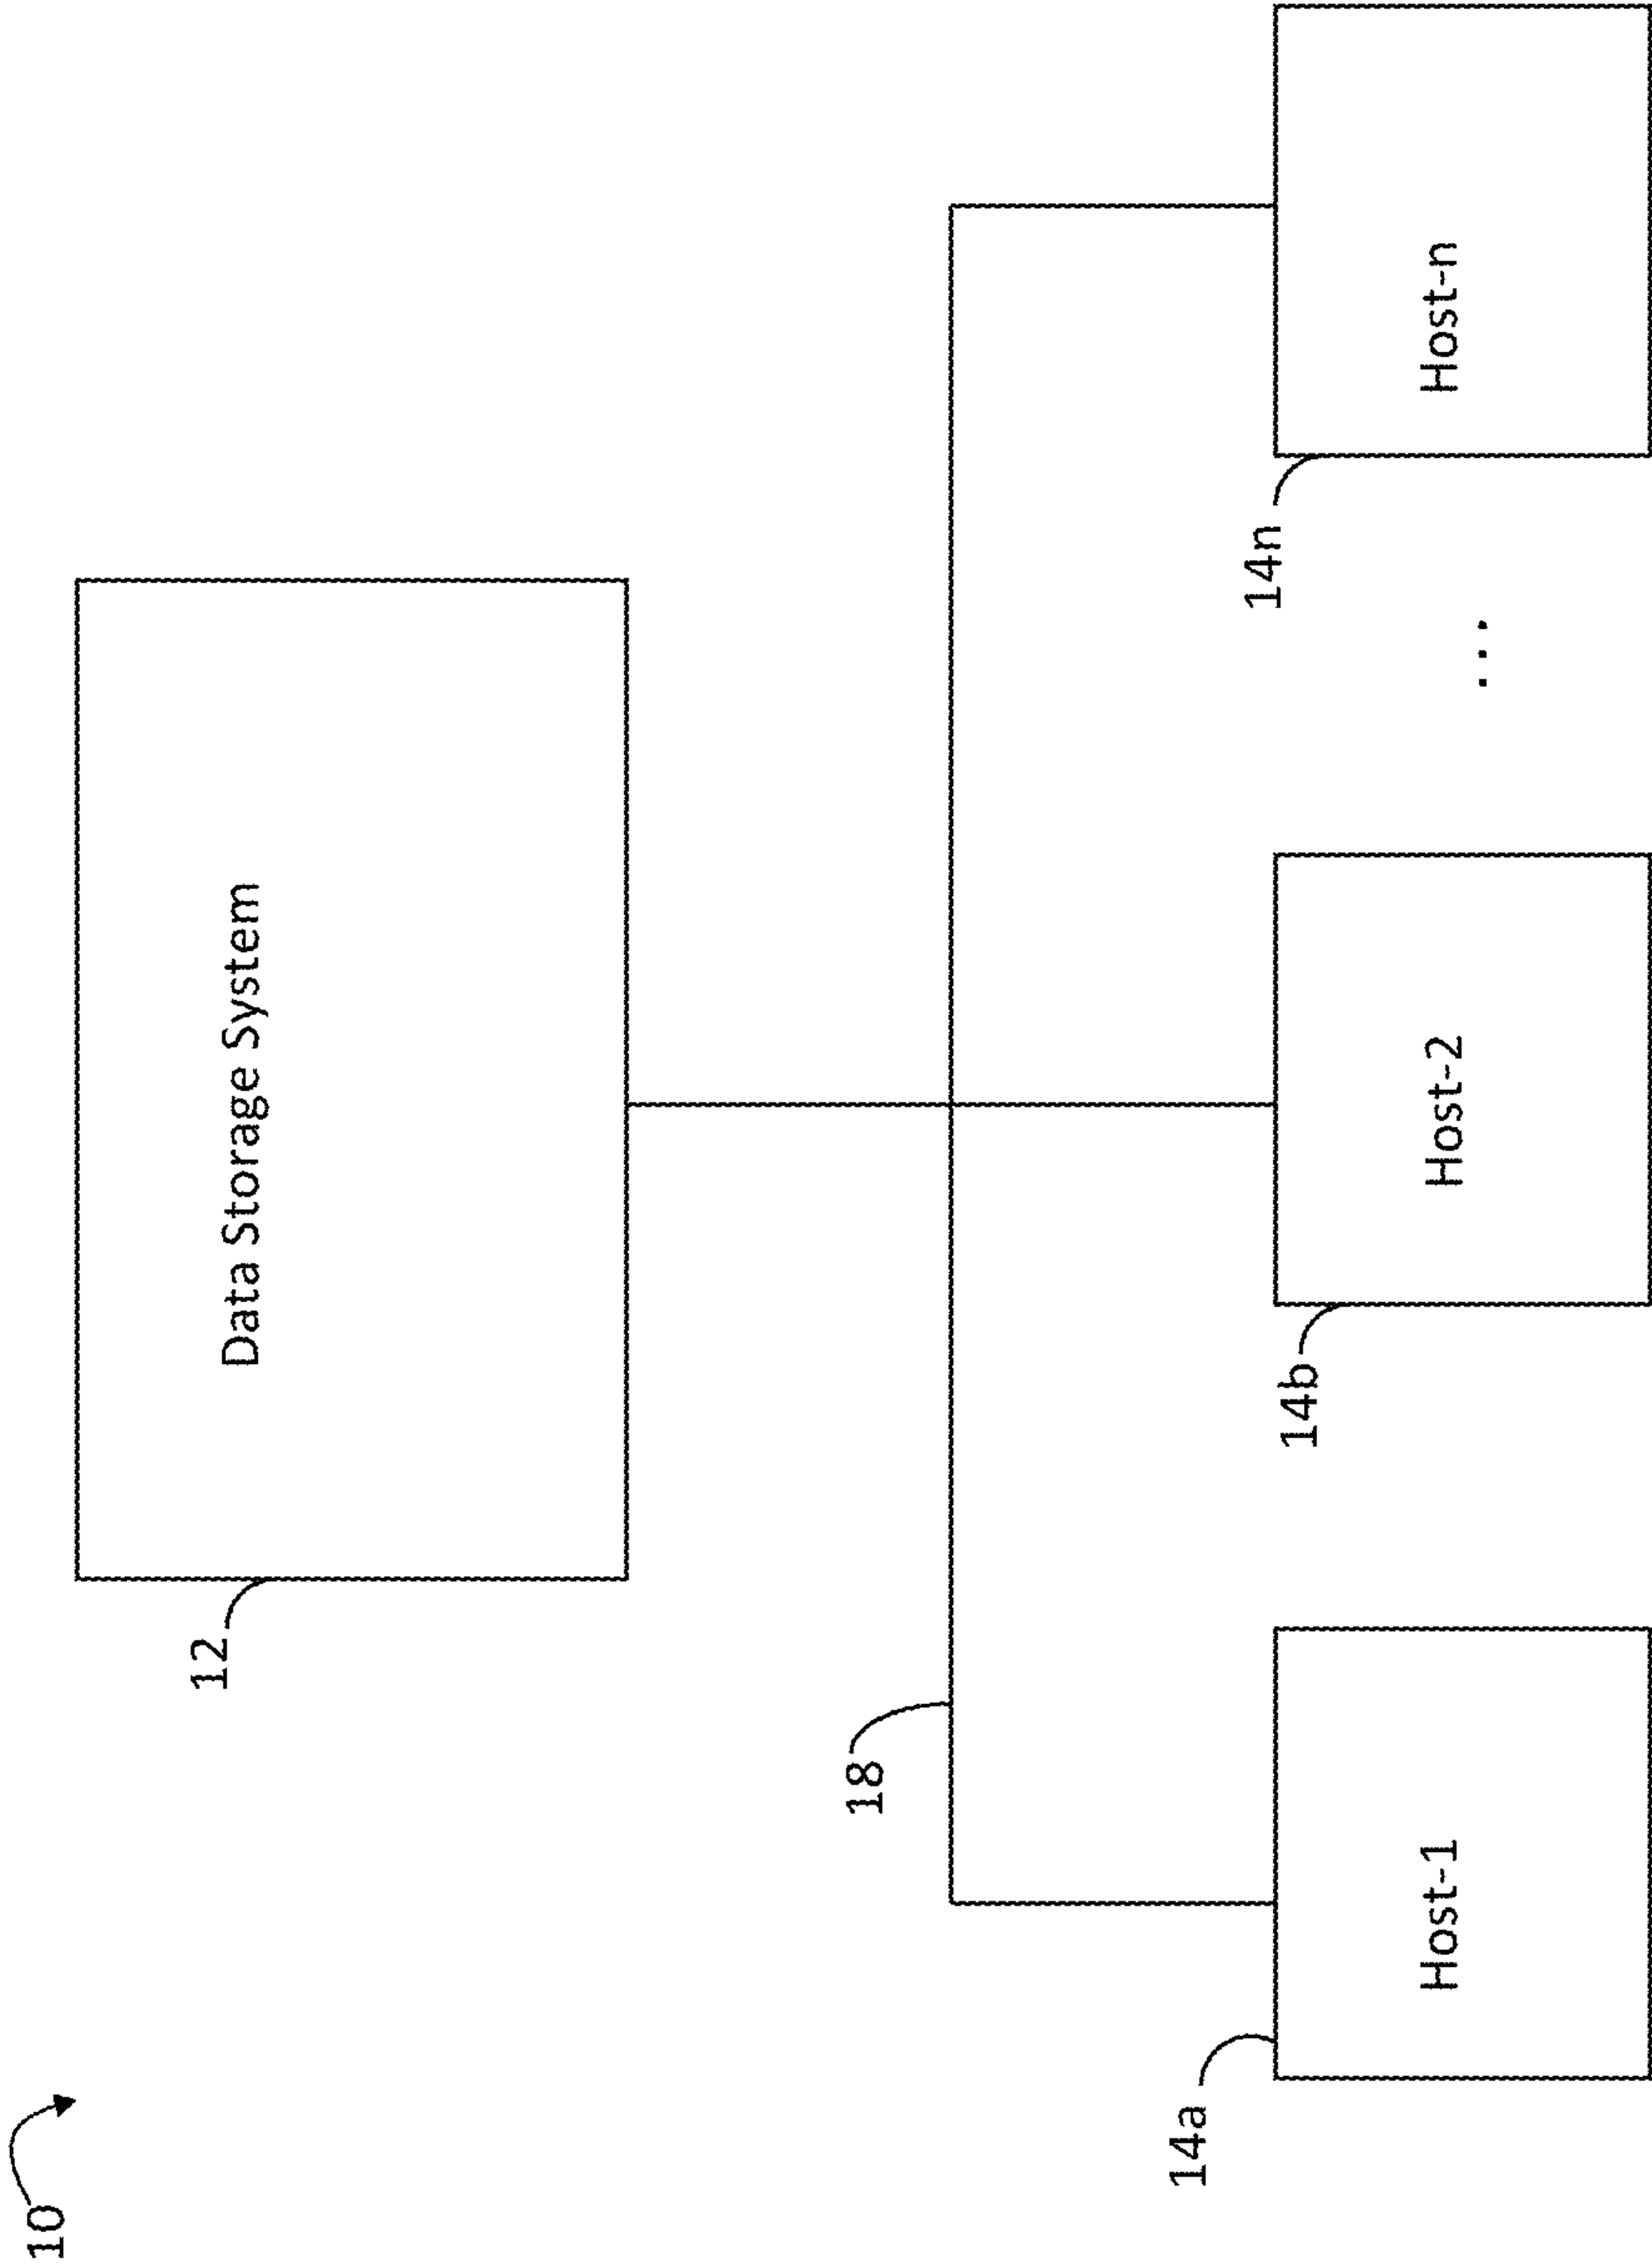 10
12
Data Storage System
18
14a
Host-1
14b
Host-2
...
14n
Host-n